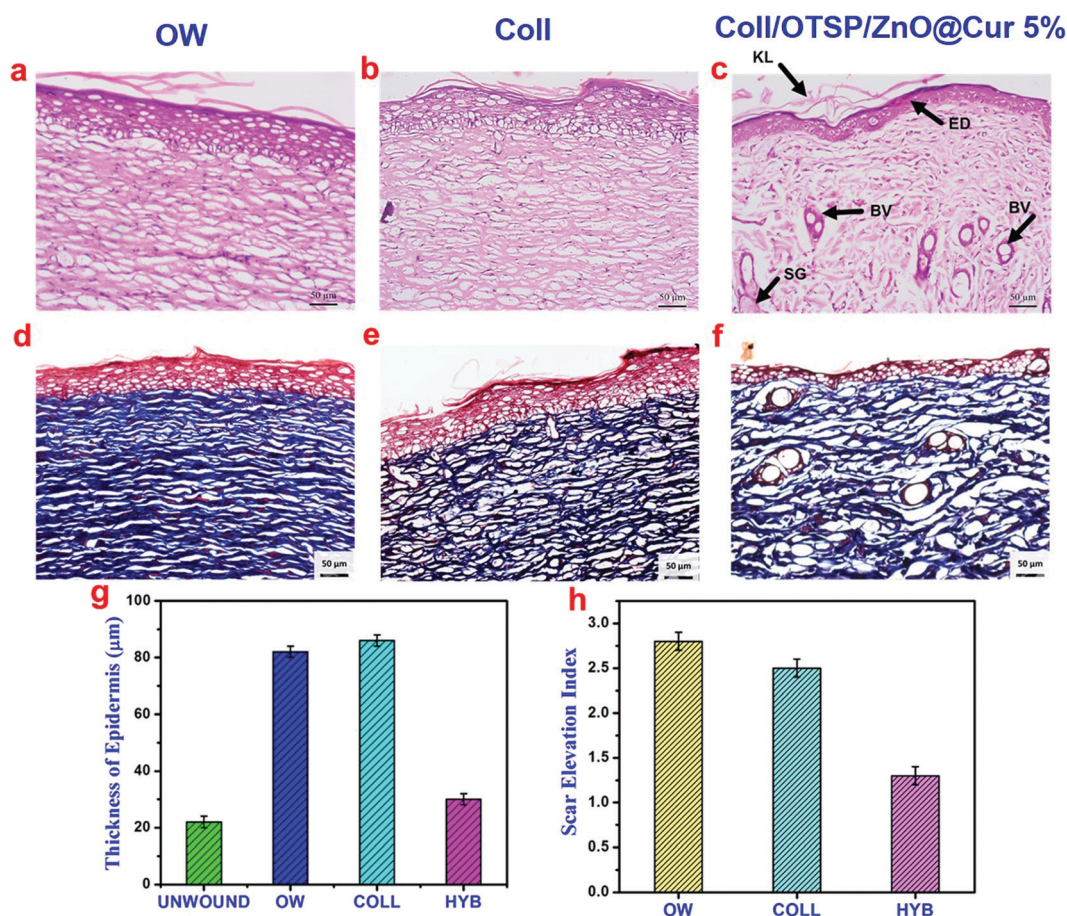 OW
Coll
Coll/OTSP/ZnO@Cur 5%
a
b
c
KL
ED
BV
BV
SG
50 µm
50 µm
50 µm
d
e
f
50 µm
50 µm
50 µm
g
Thickness of Epidermis (µm)
100
80
60
40
20
0
UNWOUND OW COLL HYB
h
Scar Elevation Index
3.0
2.5
2.0
1.5
1.0
0.5
0.0
OW COLL HYB